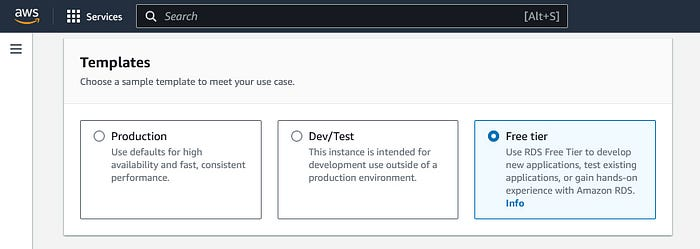 aws Services Search [Alt+S]
Templates
Choose a sample template to meet your use case.
Production
Use defaults for high
availability and fast, consistent
performance.
Dev/Test
This instance is intended for
development use outside of a
production environment.
Free tier
Use RDS Free Tier to develop
new applications, test existing
applications, or gain hands-on
experience with Amazon RDS.
Info